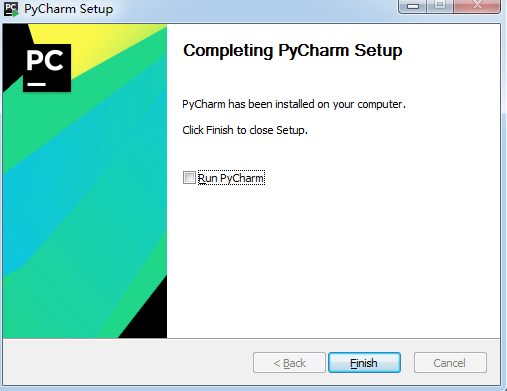 PyCharm Setup
PC
Completing PyCharm Setup
PyCharm has been installed on your computer.
Click Finish to close Setup.
Run PyCharm
< Back
Finish
Cancel